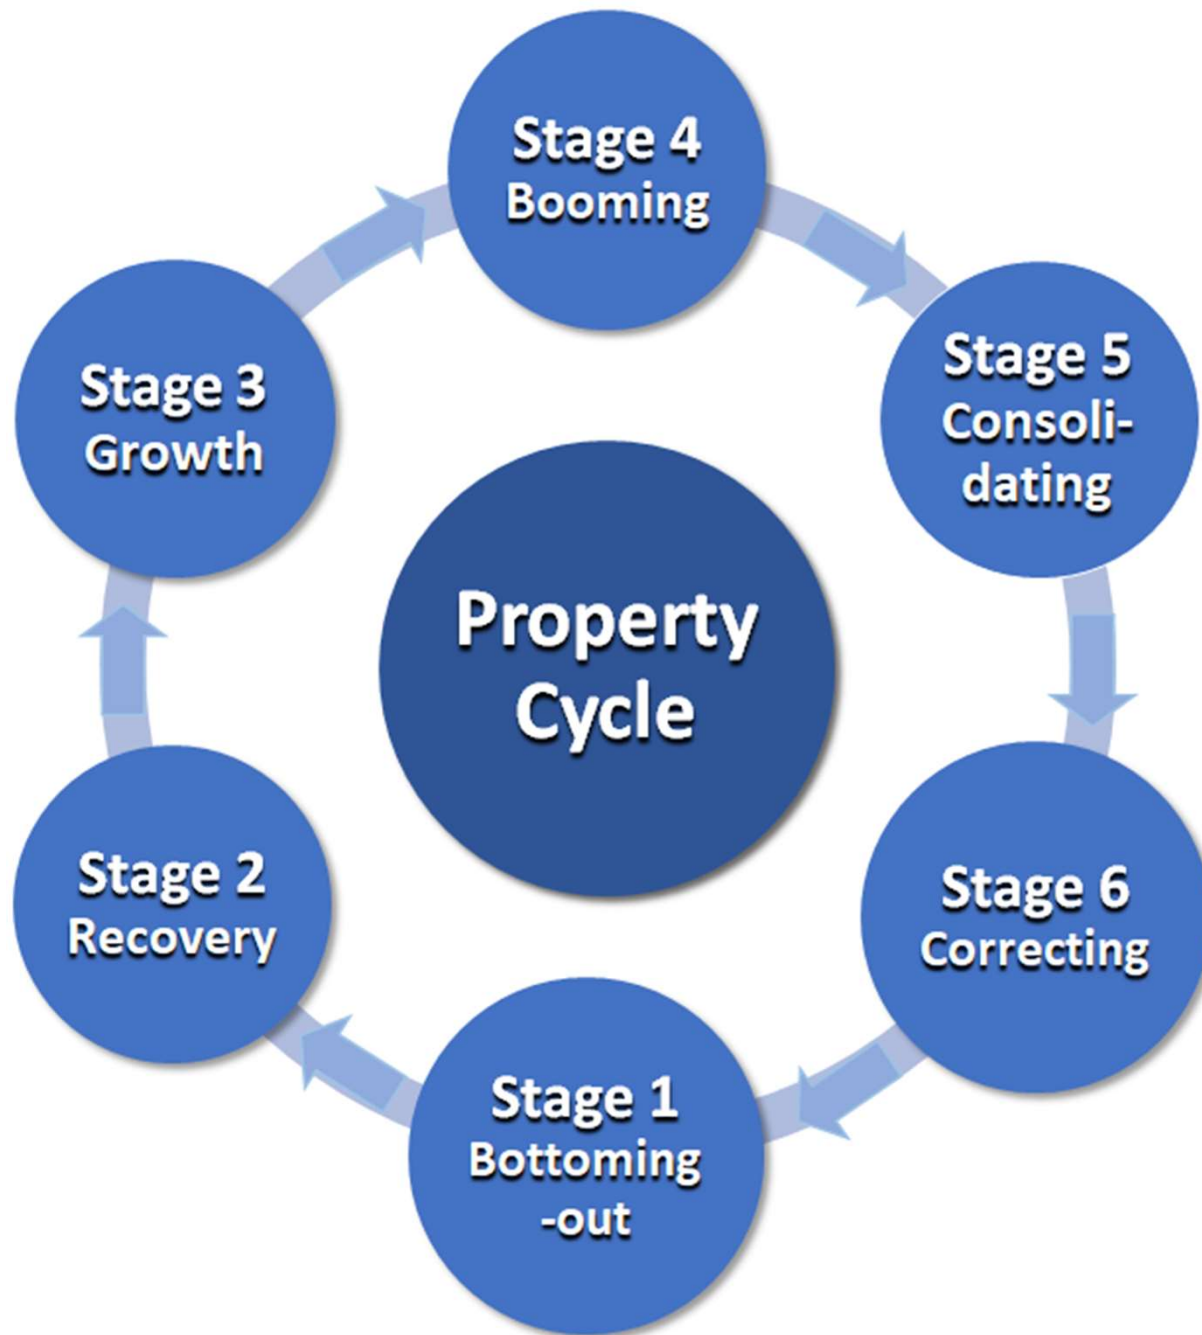 Stage 4
Booming
Stage 5
Consoli-
dating
Stage 3
Growth
Property
Cycle
Stage 6
Correcting
Stage 2
Recovery
Stage 1
Bottoming
-out